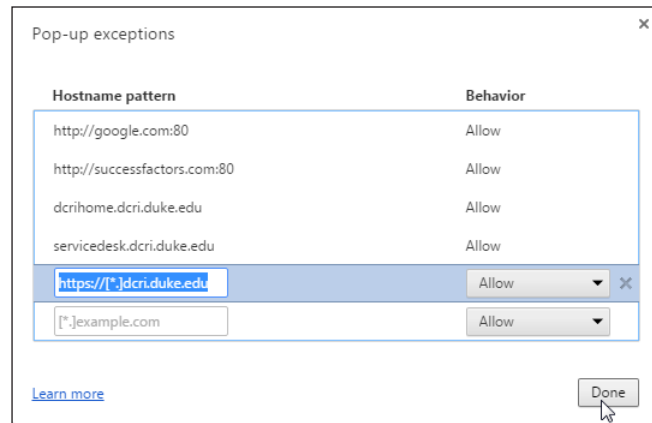 Pop-up exceptions
Hostname pattern Behavior
http://google.com:80 Allow
http://successfactors.com:80 Allow
dcrihome.dcri.duke.edu Allow
servicedesk.dcri.duke.edu Allow
https://[*.]dcri.duke.edu Allow
[*.]example.com Allow
Learn more Done